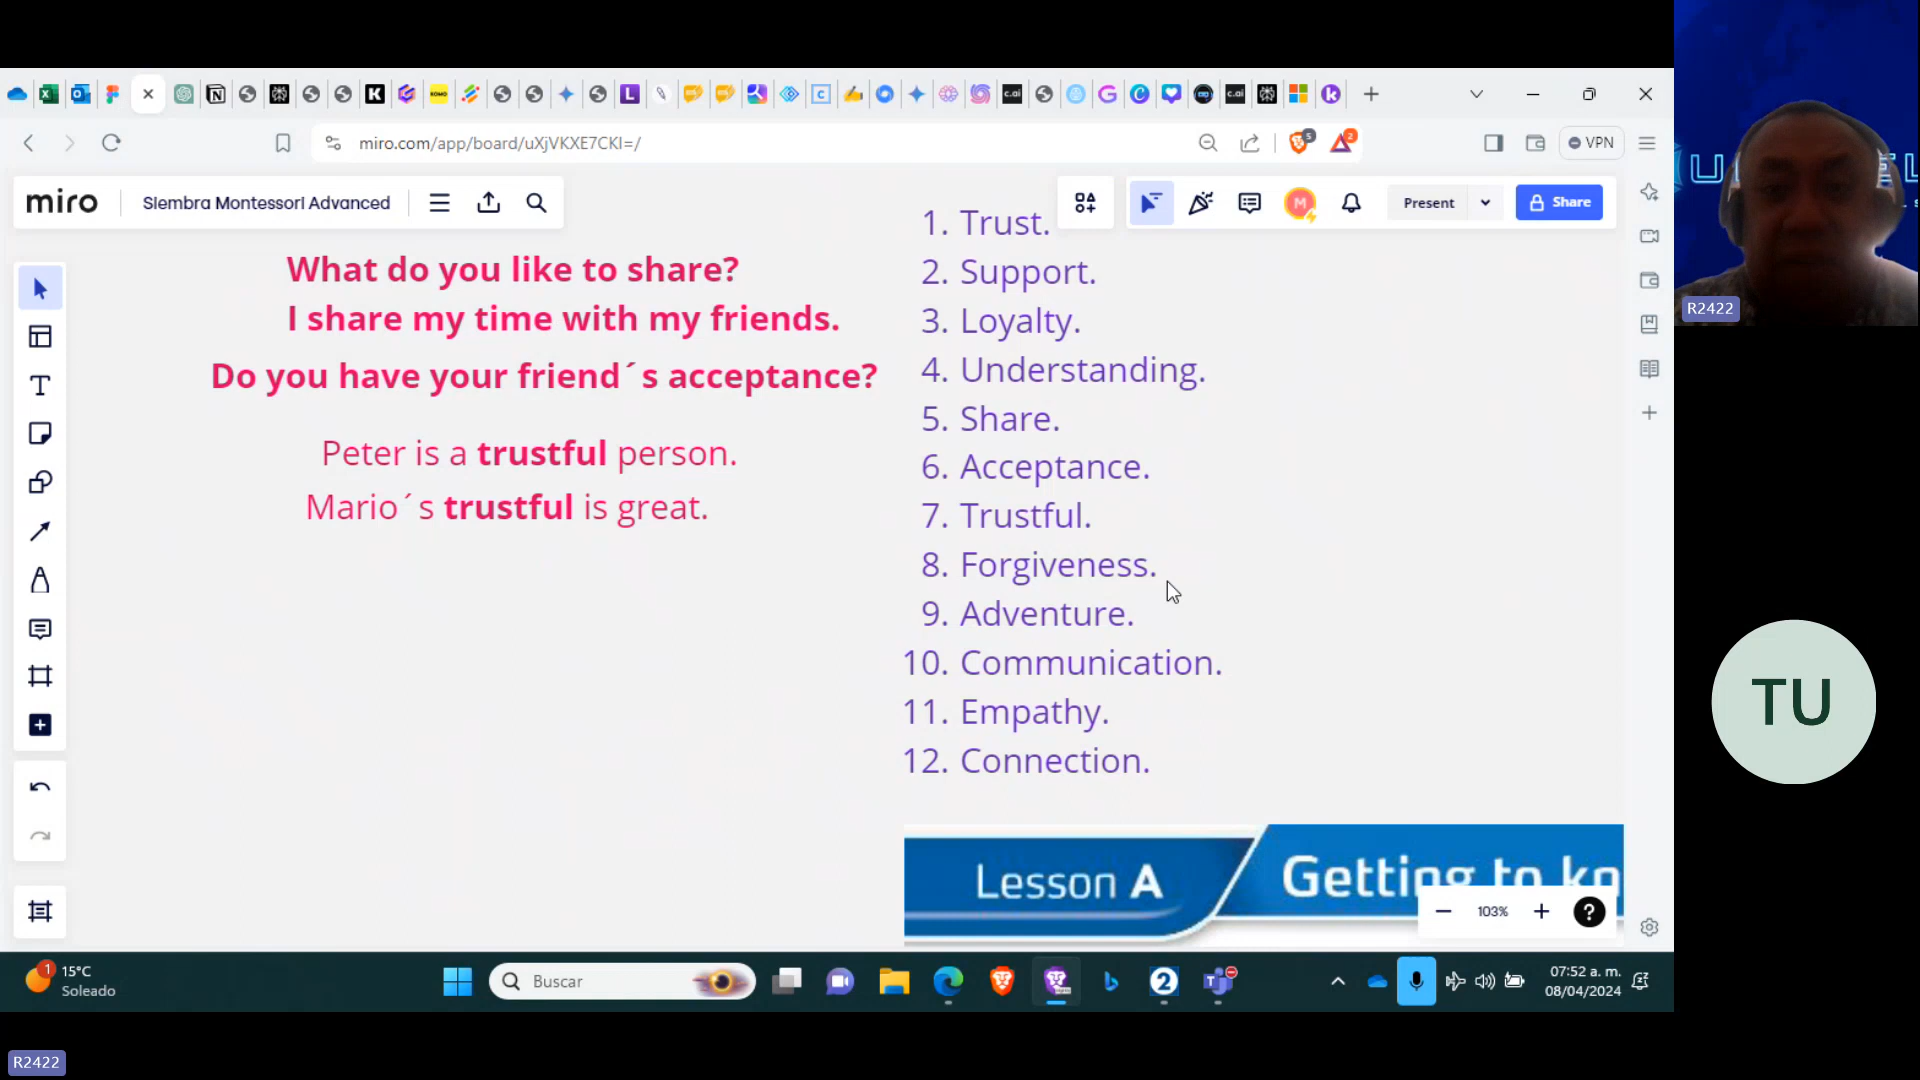 miro.com/app/board/uXjVKXE7CKI=/
VPN
miro
Siembra Montessori Advanced
Present
Share
What do you like to share?
I share my time with my friends.
Do you have your friend´s acceptance?
Peter is a trustful person.
Mario´s trustful is great.
1. Trust.
2. Support.
3. Loyalty.
4. Understanding.
5. Share.
6. Acceptance.
7. Trustful.
8. Forgiveness.
9. Adventure.
10. Communication.
11. Empathy.
12. Connection.
Lesson A
Getting to kn
103%
R2422
TU
15°C
Soleado
Buscar
07:52 a. m.
08/04/2024
R2422